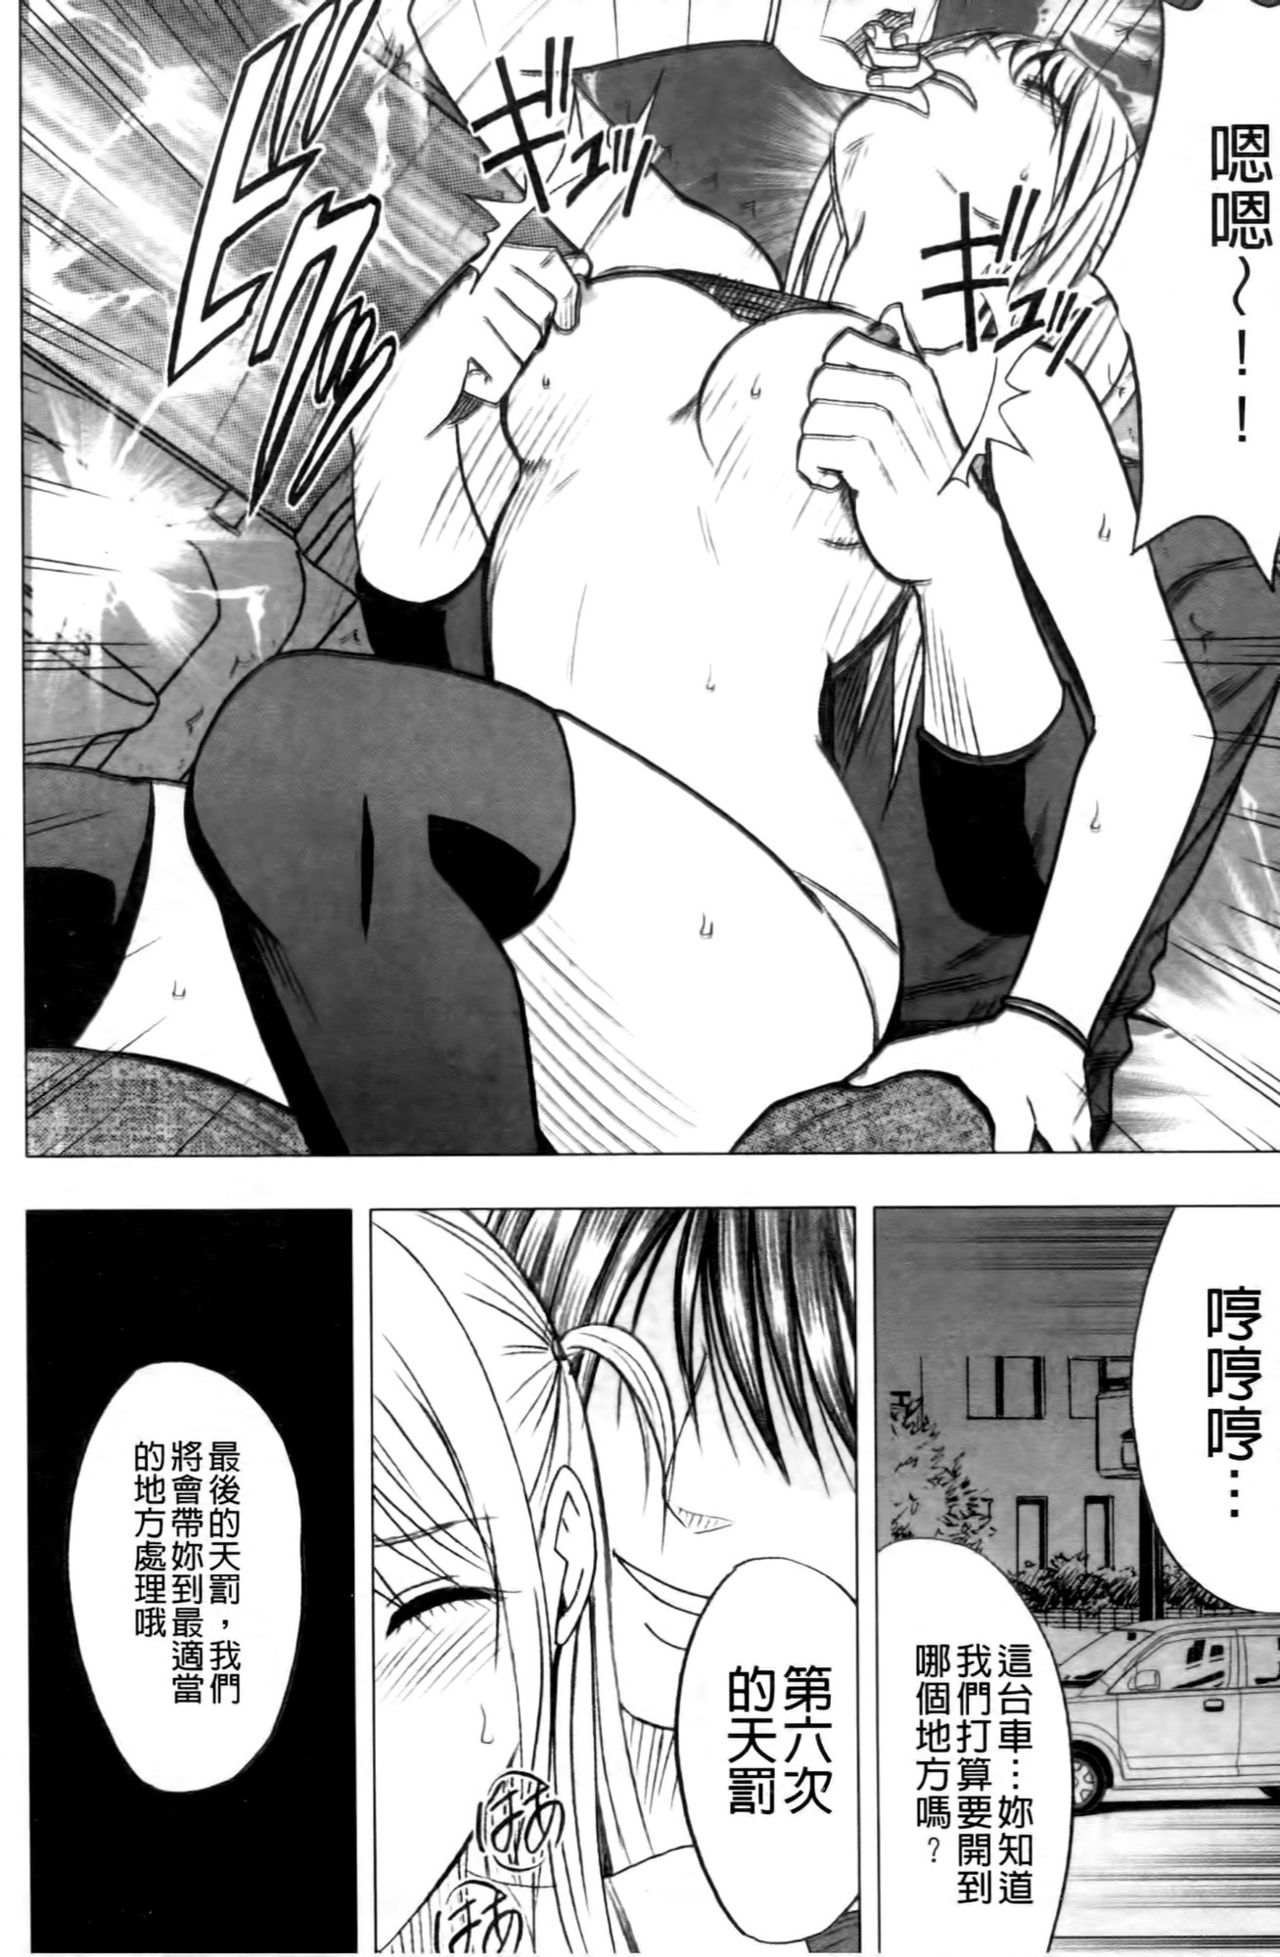 嗯嗯~！！
ギュッ
ギュッ
ビクッ
哼哼哼…
這台車…妳知道
我們打算要開到
哪個地方嗎？
第六次
的天罰
はぁ
はぁ
最後的天罰，我們
將會帶妳到最適當
的地方處理哦